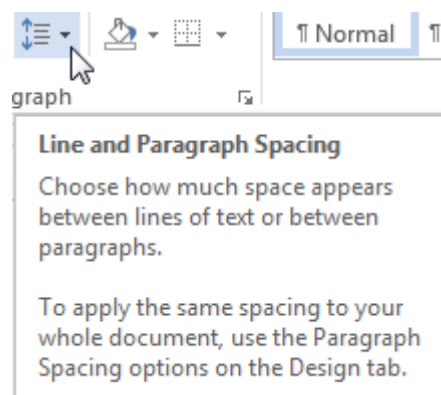 ¶ Normal ¶
graph
Line and Paragraph Spacing
Choose how much space appears
between lines of text or between
paragraphs.
To apply the same spacing to your
whole document, use the Paragraph
Spacing options on the Design tab.